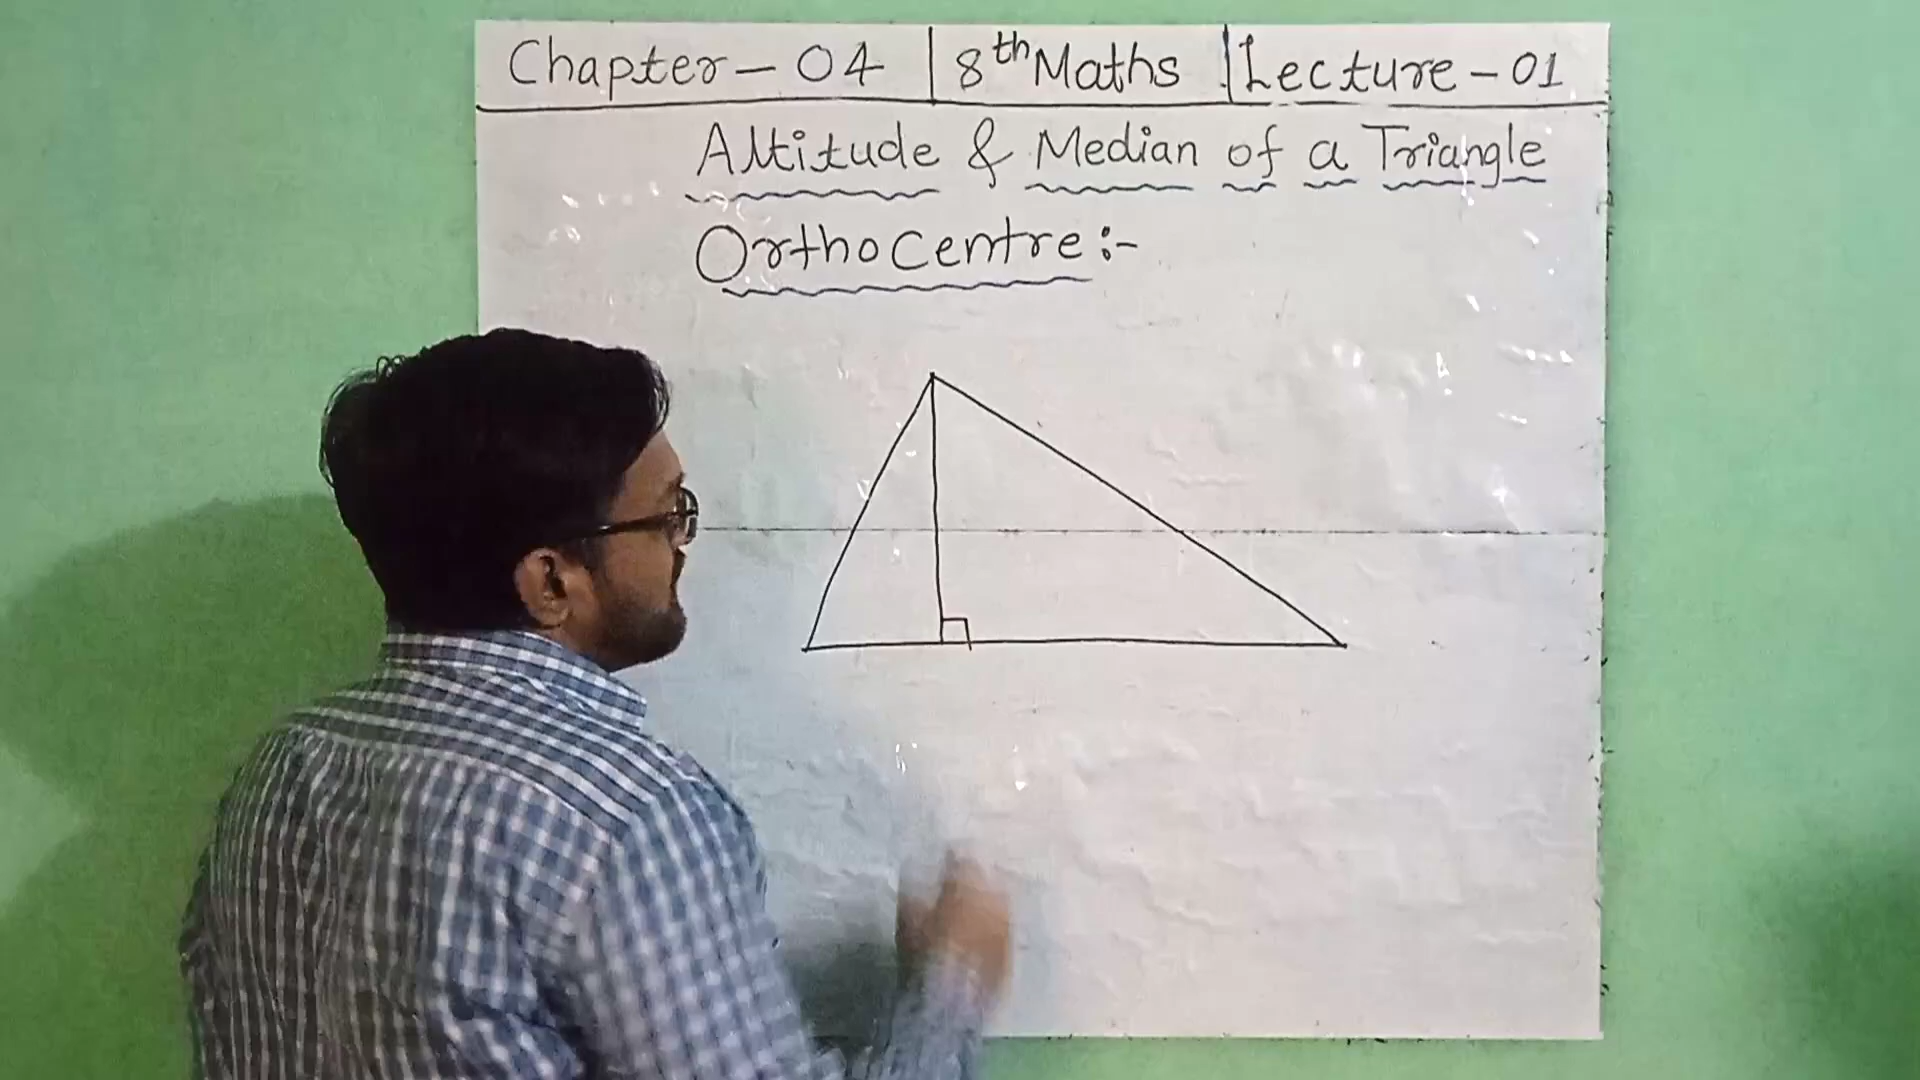 Chapter - 04 | 8th Maths | Lecture - 01
Altitude & Median of a Triangle
OrthoCentre :-